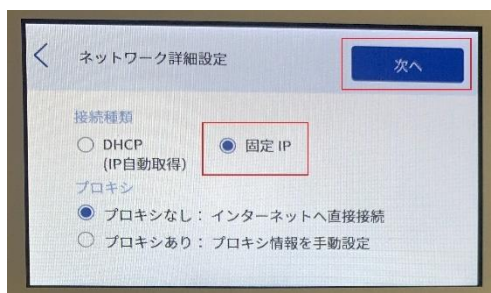 ネットワーク詳細設定
次へ
接続種類
DHCP
(IP自動取得)
固定 IP
プロキシ
プロキシなし： インターネットへ直接接続
プロキシあり： プロキシ情報を手動設定